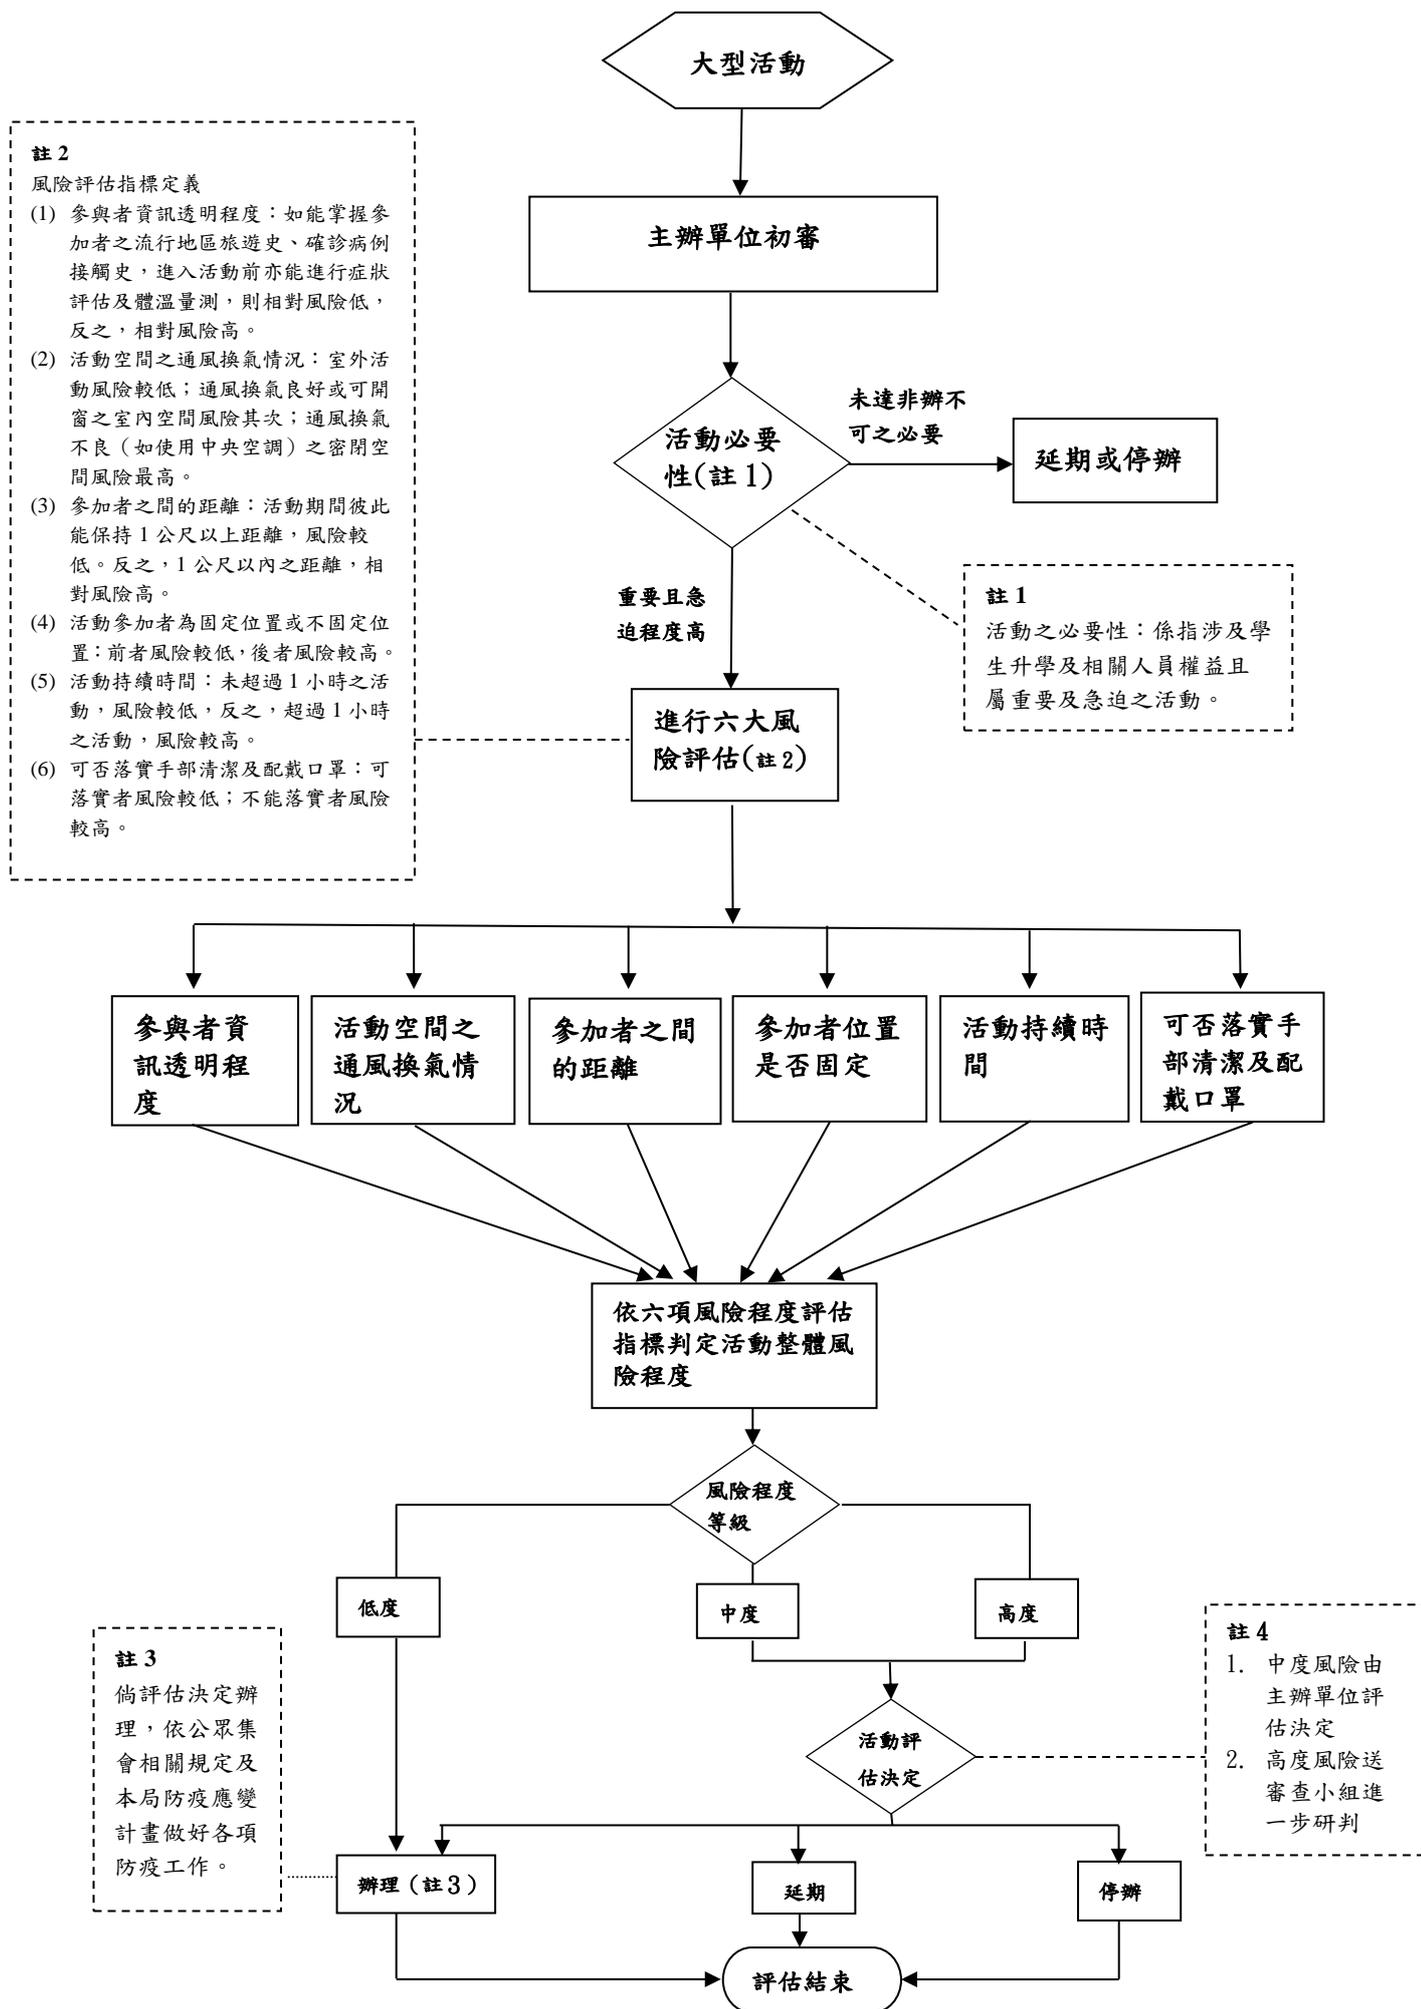 大型活動
註 2
風險評估指標定義
(1) 參與者資訊透明程度：如能掌握參
加者之流行地區旅遊史、確診病例
接觸史，進入活動前亦能進行症狀
評估及體溫量測，則相對風險低，
反之，相對風險高。
(2) 活動空間之通風換氣情況：室外活
動風險較低；通風換氣良好或可開
窗之室內空間風險其次；通風換氣
不良（如使用中央空調）之密閉空
間風險最高。
(3) 參加者之間的距離：活動期間彼此
能保持 1 公尺以上距離，風險較
低。反之，1 公尺以內之距離，相
對風險高。
(4) 活動參加者為固定位置或不固定位
置：前者風險較低，後者風險較高。
(5) 活動持續時間：未超過 1 小時之活
動，風險較低，反之，超過 1 小時
之活動，風險較高。
(6) 可否落實手部清潔及配戴口罩：可
落實者風險較低；不能落實者風險
較高。
主辦單位初審
活動必要
性(註 1)
未達非辦不
可之必要
延期或停辦
註 1
活動之必要性：係指涉及學
生升學及相關人員權益且
屬重要及急迫之活動。
重要且急
迫程度高
進行六大風
險評估(註 2)
參與者資
訊透明程
度
活動空間之
通風換氣情
況
參加者之間
的距離
參加者位置
是否固定
活動持續時
間
可否落實手
部清潔及配
戴口罩
依六項風險程度評估
指標判定活動整體風
險程度
風險程度
等級
低度
中度
高度
註 3
倘評估決定辦
理，依公眾集
會相關規定及
本局防疫應變
計畫做好各項
防疫工作。
活動評
估決定
註 4
1. 中度風險由
主辦單位評
估決定
2. 高度風險送
審查小組進
一步研判
辦理（註 3）
延期
停辦
評估結束